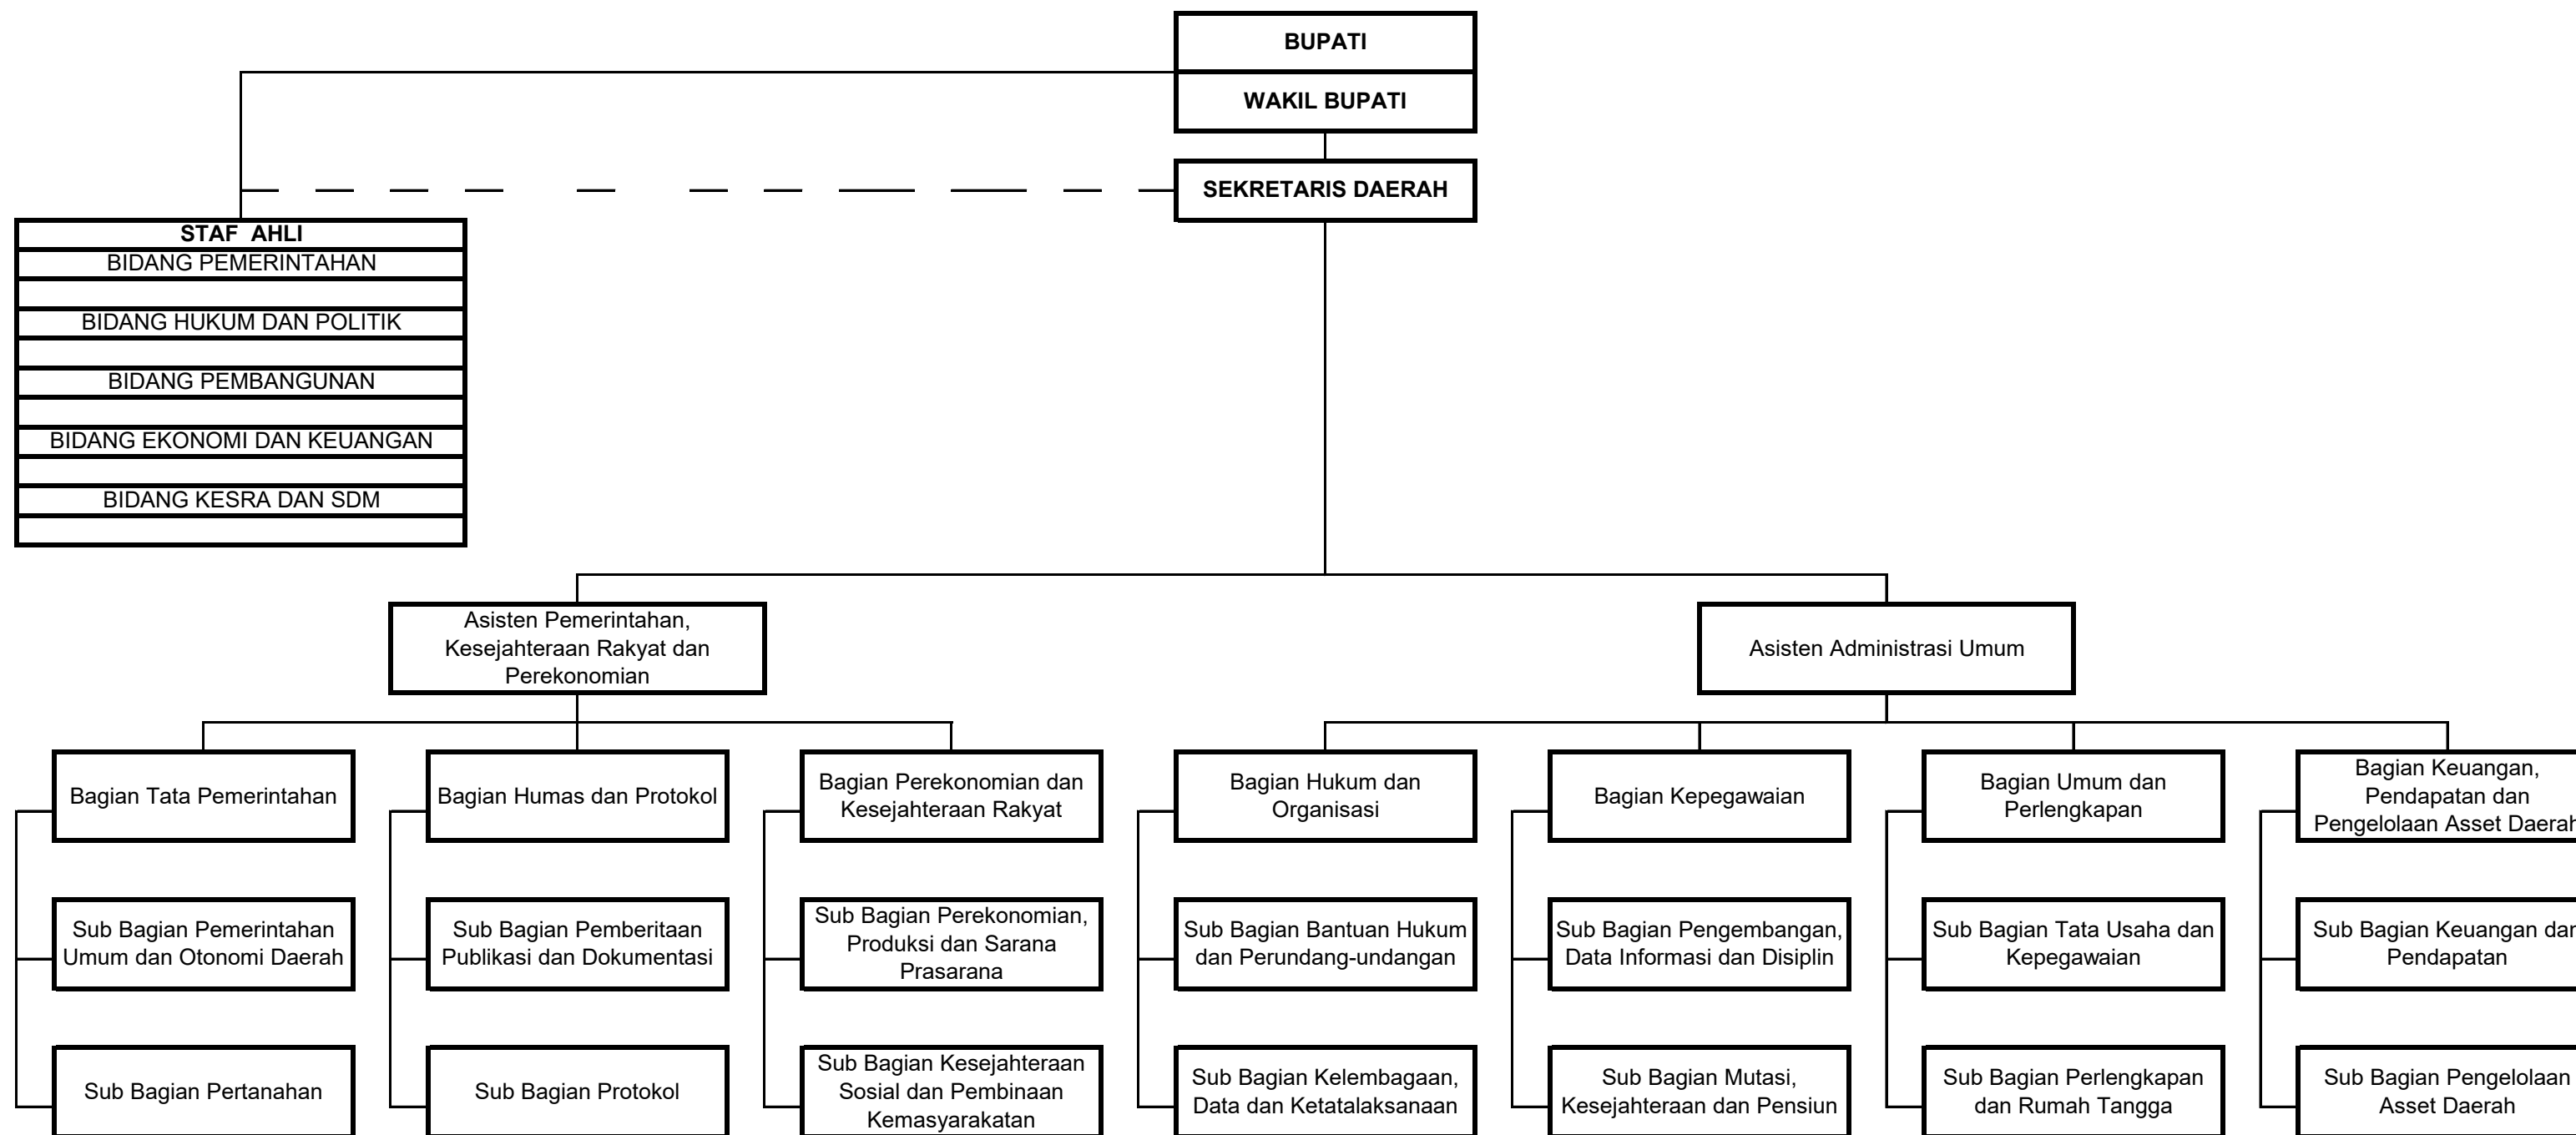 BUPATI
WAKIL BUPATI
SEKRETARIS DAERAH
STAF AHLI
BIDANG PEMERINTAHAN
BIDANG HUKUM DAN POLITIK
BIDANG PEMBANGUNAN
BIDANG EKONOMI DAN KEUANGAN
BIDANG KESRA DAN SDM
Asisten Pemerintahan,
Kesejahteraan Rakyat dan
Perekonomian
Asisten Administrasi Umum
Bagian Tata Pemerintahan
Bagian Humas dan Protokol
Bagian Perekonomian dan
Kesejahteraan Rakyat
Bagian Hukum dan
Organisasi
Bagian Kepegawaian
Bagian Umum dan
Perlengkapan
Bagian Keuangan,
Pendapatan dan
Pengelolaan Asset Daerah
Sub Bagian Pemerintahan
Umum dan Otonomi Daerah
Sub Bagian Pemberitaan
Publikasi dan Dokumentasi
Sub Bagian Perekonomian,
Produksi dan Sarana
Prasarana
Sub Bagian Bantuan Hukum
dan Perundang-undangan
Sub Bagian Pengembangan,
Data Informasi dan Disiplin
Sub Bagian Tata Usaha dan
Kepegawaian
Sub Bagian Keuangan dan
Pendapatan
Sub Bagian Pertanahan
Sub Bagian Protokol
Sub Bagian Kesejahteraan
Sosial dan Pembinaan
Kemasyarakatan
Sub Bagian Kelembagaan,
Data dan Ketatalaksanaan
Sub Bagian Mutasi,
Kesejahteraan dan Pensiun
Sub Bagian Perlengkapan
dan Rumah Tangga
Sub Bagian Pengelolaan
Asset Daerah